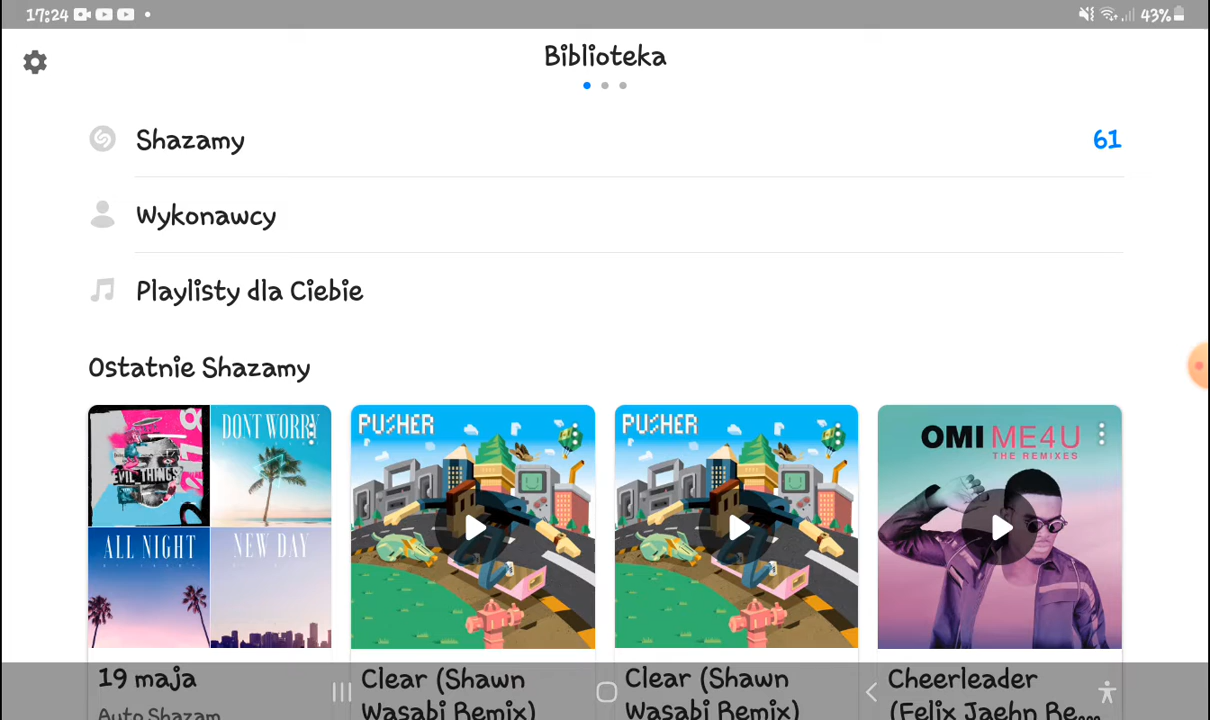 17:24
43%
Biblioteka
Shazamy
61
Wykonawcy
Playlisty dla Ciebie
Ostatnie Shazamy
EVIL THINGS
DONT WORRY
ALL NIGHT
NEW DAY
PUSHER
PUSHER
OMI ME4U
THE REMIXES
19 maja
Auto Shazam
Clear (Shawn
Wasabi Remix)
Clear (Shawn
Wasabi Remix)
Cheerleader
(Felix Jaehn Re...